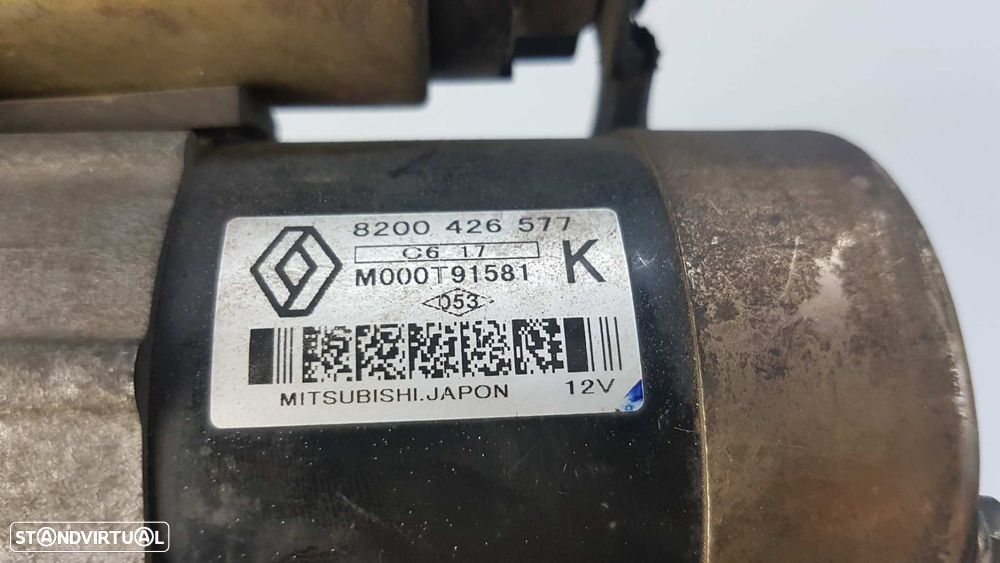 8200 426 577
C6 17
M000T91581
K
053
MITSUBISHI.JAPON
12V
STANDVIRTUAL